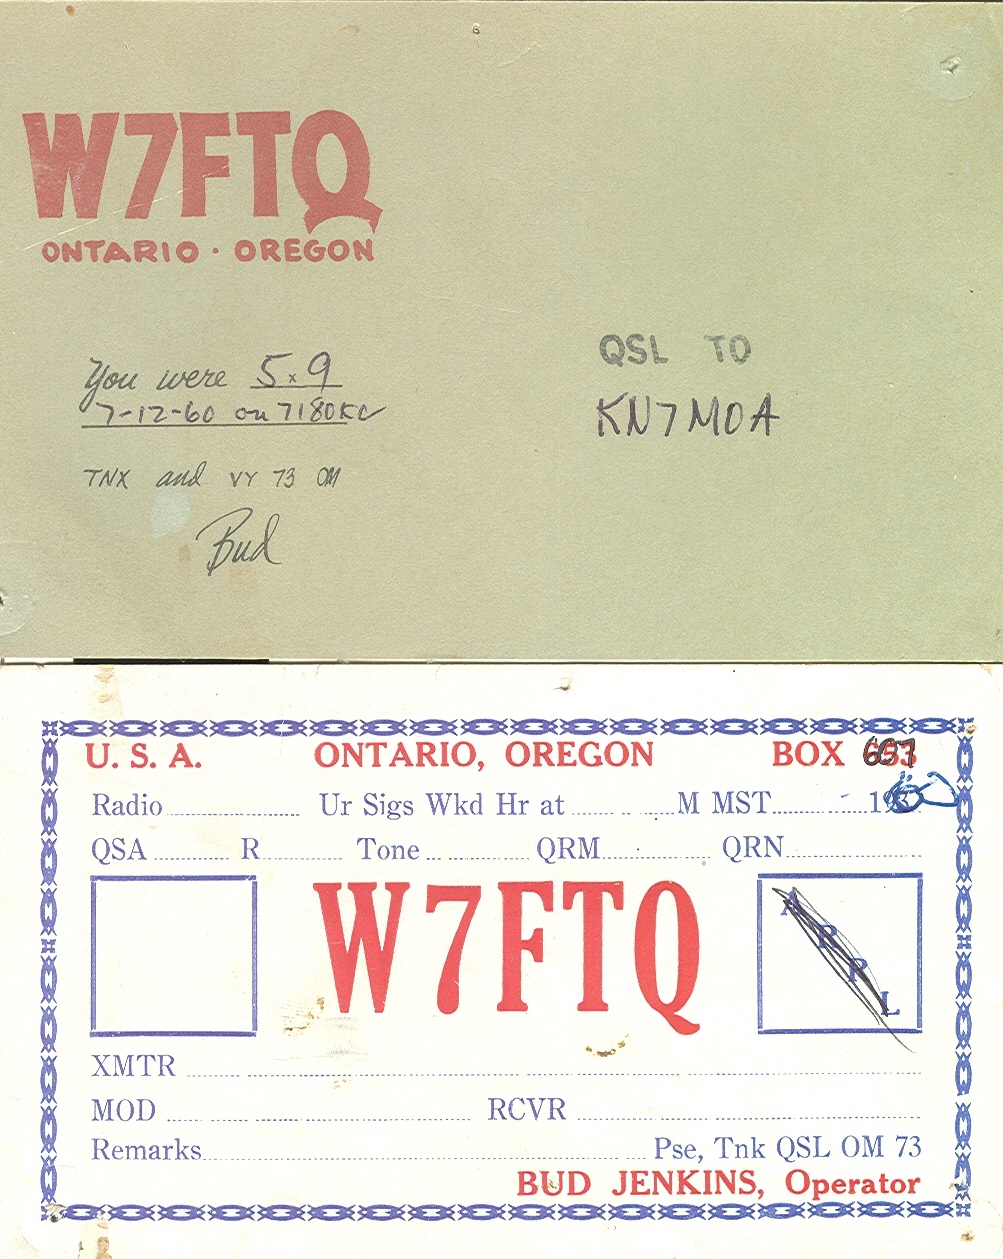 W7FTQ
ONTARIO · OREGON
You were 5x9
7-12-60 on 7180KC
TNX and VY 73 OM
Bud
QSL TO
KN7MOA
U. S. A. ONTARIO, OREGON BOX 607
Radio Ur Sigs Wkd Hr at M MST 19
QSA R Tone QRM QRN
W7FTQ
A
R
R
L
XMTR
MOD RCVR
Remarks Pse, Tnk QSL OM 73
BUD JENKINS, Operator